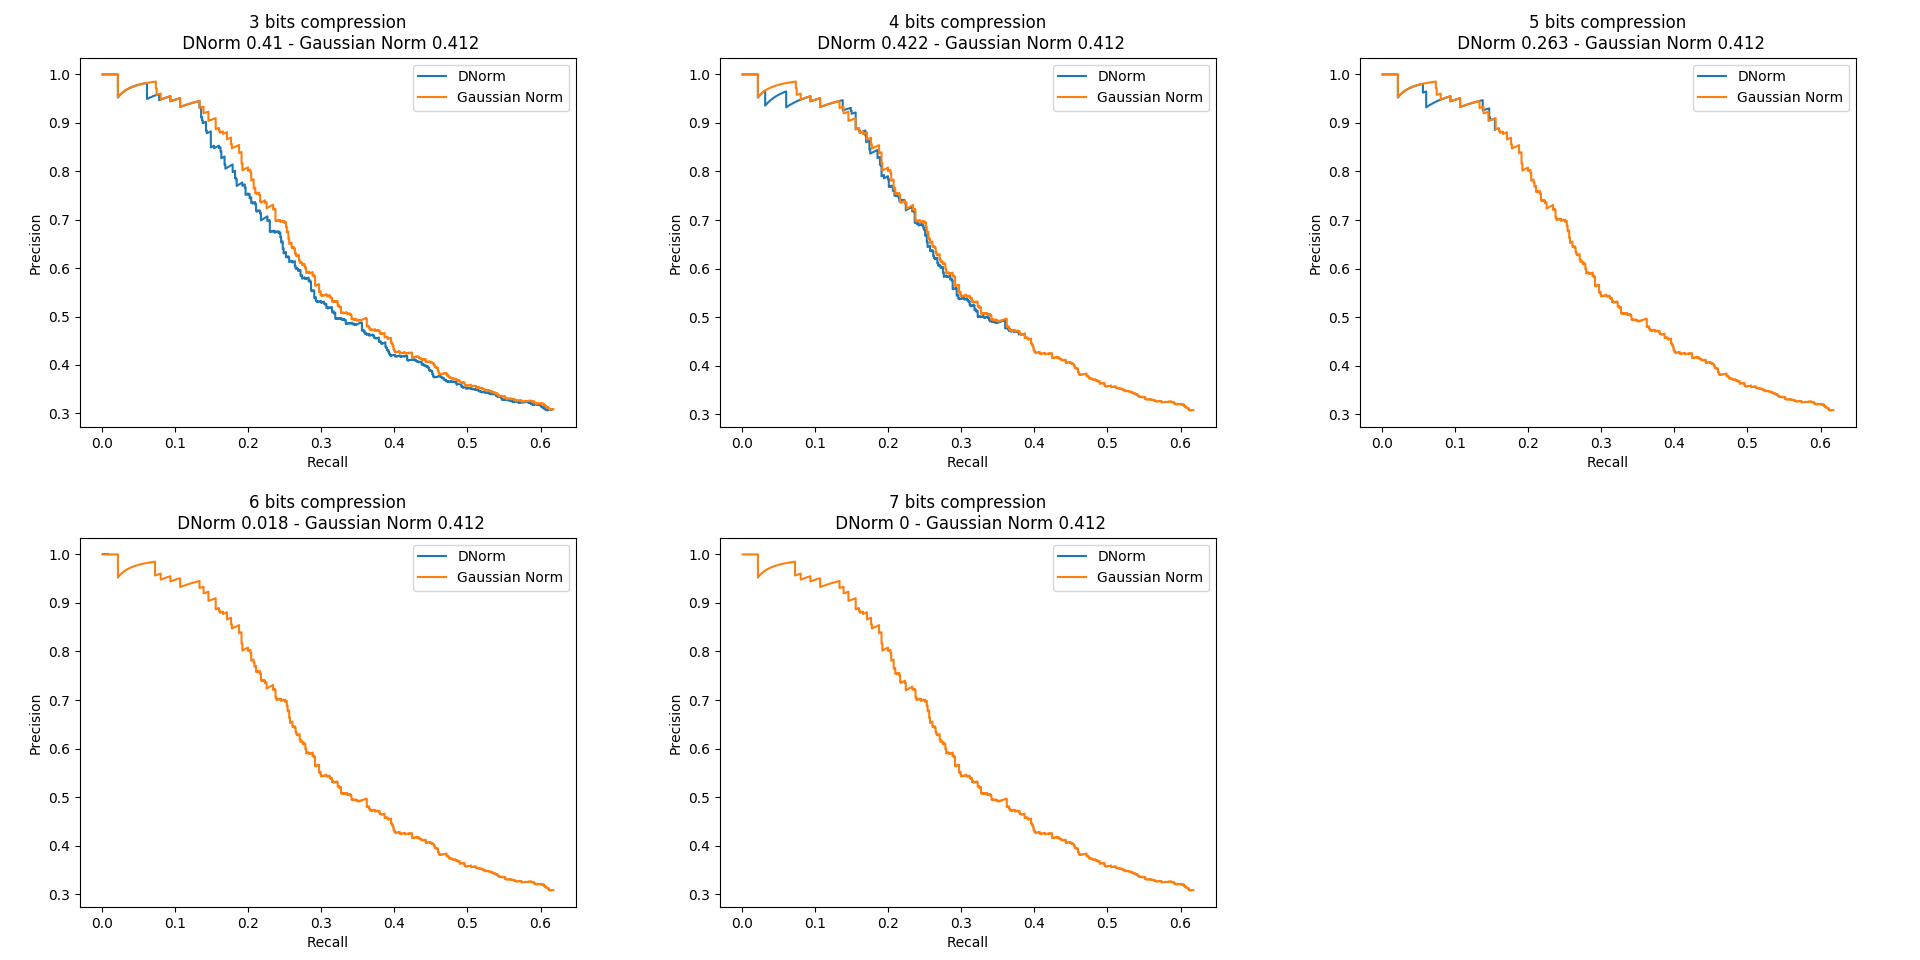 3 bits compression
DNorm 0.41 - Gaussian Norm 0.412
DNorm
Gaussian Norm
Precision
1.0
0.9
0.8
0.7
0.6
0.5
0.4
0.3
0.0 0.1 0.2 0.3 0.4 0.5 0.6
Recall
4 bits compression
DNorm 0.422 - Gaussian Norm 0.412
DNorm
Gaussian Norm
Precision
1.0
0.9
0.8
0.7
0.6
0.5
0.4
0.3
0.0 0.1 0.2 0.3 0.4 0.5 0.6
Recall
5 bits compression
DNorm 0.263 - Gaussian Norm 0.412
DNorm
Gaussian Norm
Precision
1.0
0.9
0.8
0.7
0.6
0.5
0.4
0.3
0.0 0.1 0.2 0.3 0.4 0.5 0.6
Recall
6 bits compression
DNorm 0.018 - Gaussian Norm 0.412
DNorm
Gaussian Norm
Precision
1.0
0.9
0.8
0.7
0.6
0.5
0.4
0.3
0.0 0.1 0.2 0.3 0.4 0.5 0.6
Recall
7 bits compression
DNorm 0 - Gaussian Norm 0.412
DNorm
Gaussian Norm
Precision
1.0
0.9
0.8
0.7
0.6
0.5
0.4
0.3
0.0 0.1 0.2 0.3 0.4 0.5 0.6
Recall